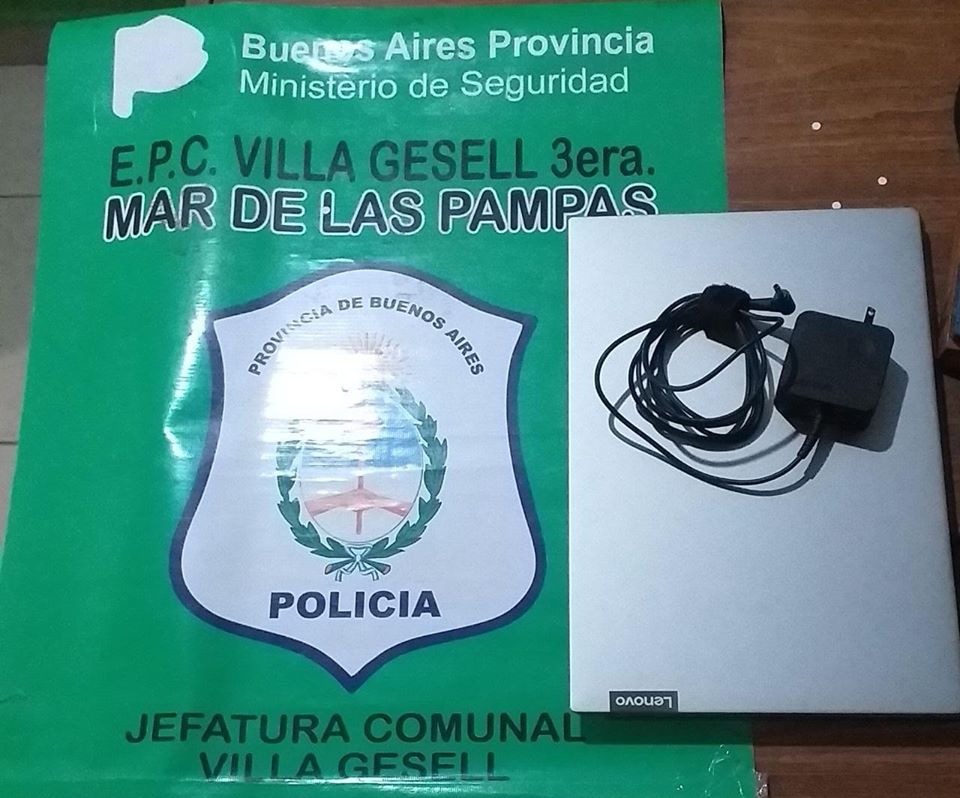 Buenos Aires Provincia
Ministerio de Seguridad
E.P.C. VILLA GESELL 3era.
MAR DE LAS PAMPAS
PROVINCIA DE BUENOS AIRES
POLICIA
JEFATURA COMUNAL
VILLA GESELL
Lenovo